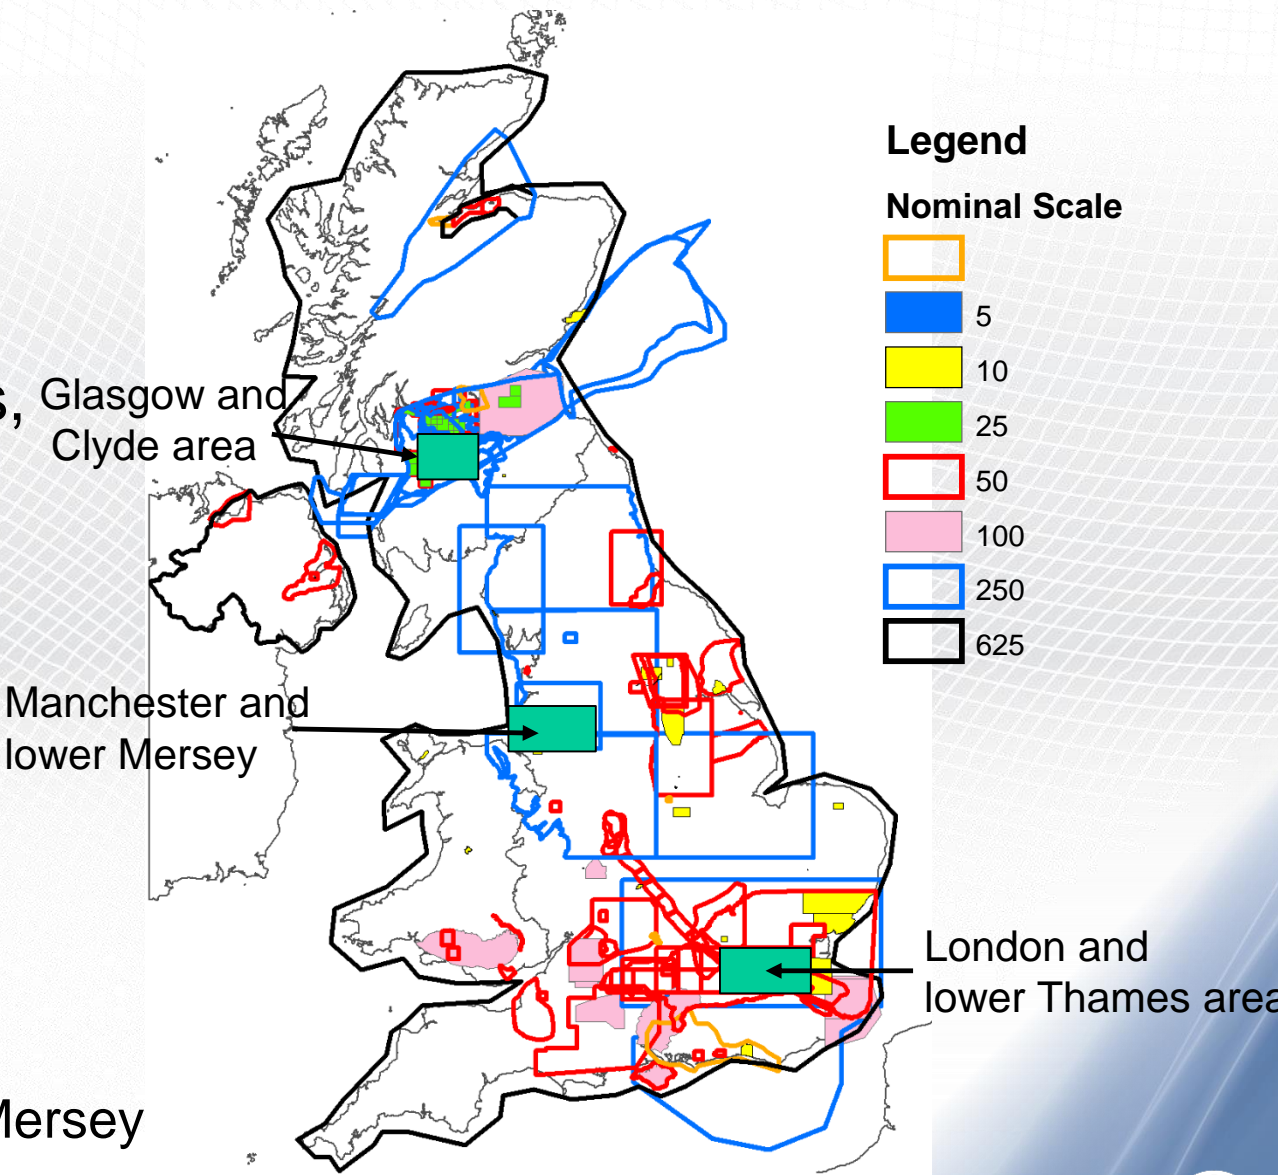 Legend
Nominal Scale
5
10
25
50
100
250
625
s,
Glasgow and
Clyde area
Manchester and
lower Mersey
London and
lower Thames area
Mersey